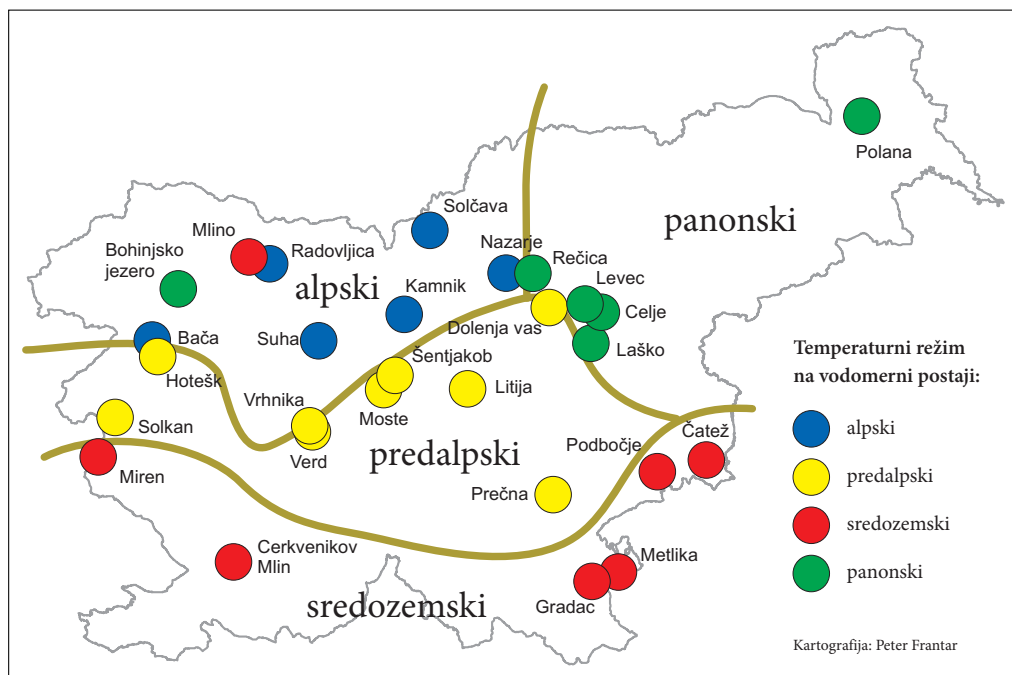 Polana
Solčava
panonski
Mlino
Radovljica
Nazarje
Rečica
Bohinjsko
jezero
Levec
alpski
Kamnik
Celje
Dolenja vas
Bača
Suha
Laško
Šentjakob
Hotešk
Litija
Vrhnika
Moste
Solkan
Verd
predalpski
Podbočje
Čatež
Miren
Prečna
Cerkvenikov
Mlin
Metlika
sredozemski
Gradac
Temperaturni režim
na vodomerni postaji:
alpski
predalpski
sredozemski
panonski
Kartografija: Peter Frantar